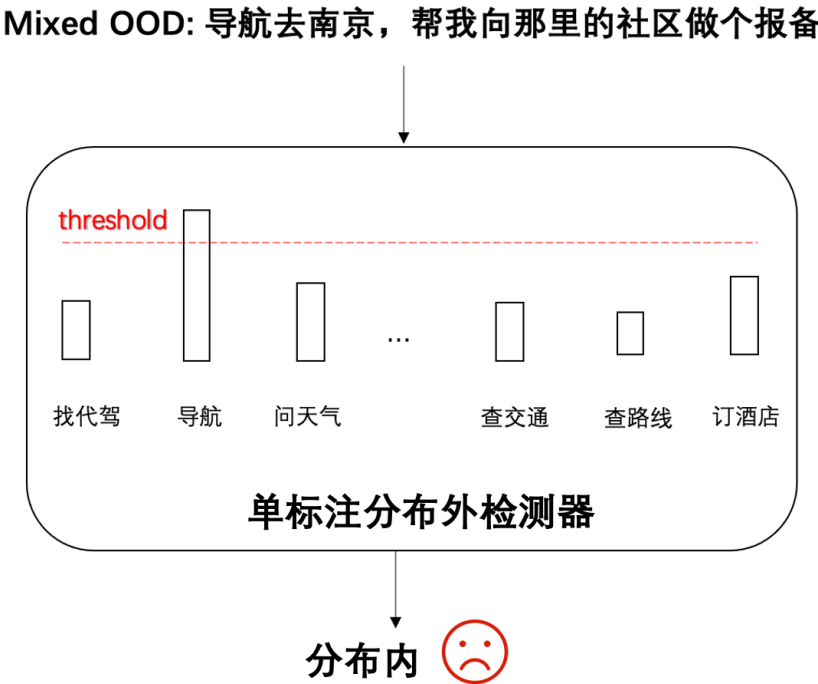 Mixed OOD: 导航去南京，帮我向那里的社区做个报备
threshold
...
找代驾 导航 问天气 查交通 查路线 订酒店
单标注分布外检测器
分布内